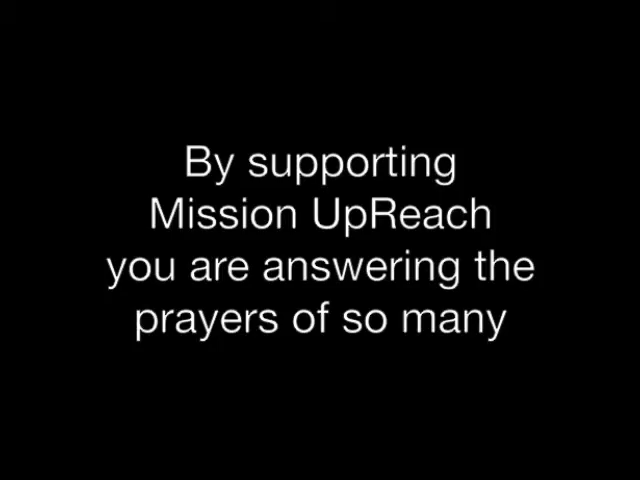 By supporting
Mission UpReach
you are answering the
prayers of so many